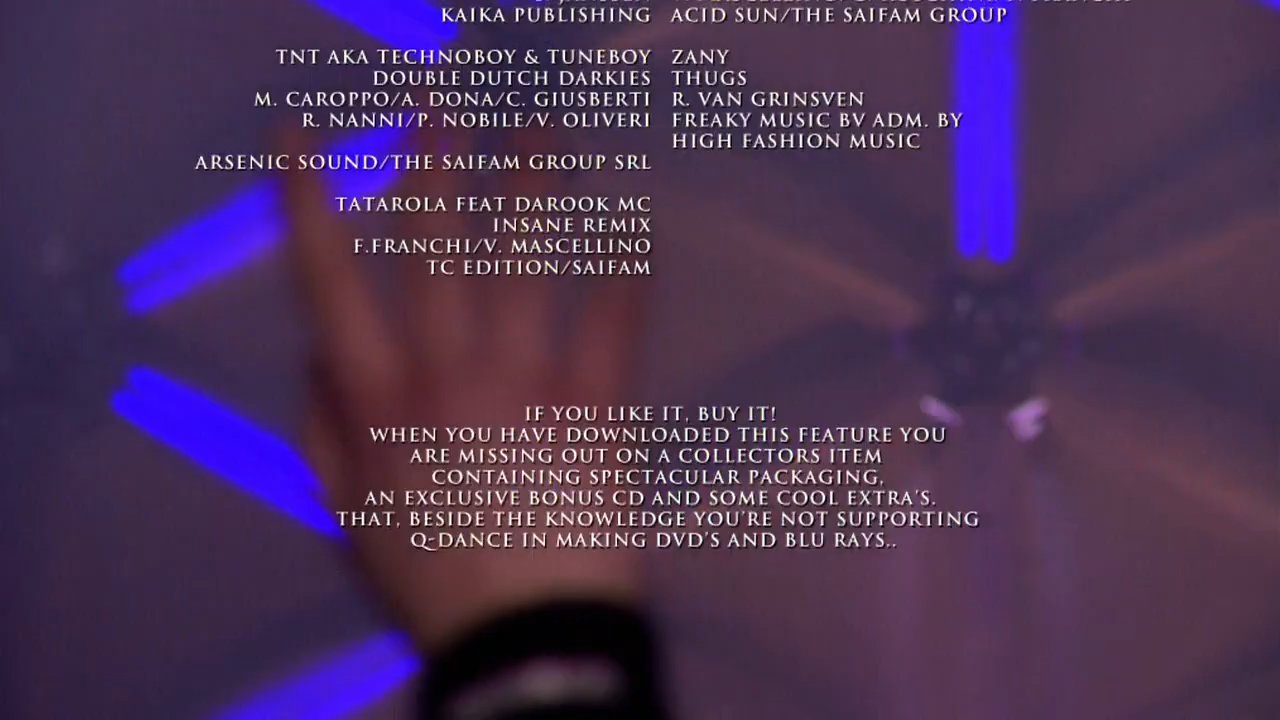 KAIKA PUBLISHING
TNT AKA TECHNOBOY & TUNEBOY
DOUBLE DUTCH DARKIES
M. CAROPPO/A. DONA/C. GIUSBERTI
R. NANNI/P. NOBILE/V. OLIVERI
ARSENIC SOUND/THE SAIFAM GROUP SRL
TATAROLA FEAT DAROOK MC
INSANE REMIX
F.FRANCHI/V. MASCELLINO
TC EDITION/SAIFAM
ACID SUN/THE SAIFAM GROUP
ZANY
THUGS
R. VAN GRINSVEN
FREAKY MUSIC BV ADM. BY
HIGH FASHION MUSIC
IF YOU LIKE IT, BUY IT!
WHEN YOU HAVE DOWNLOADED THIS FEATURE YOU
ARE MISSING OUT ON A COLLECTORS ITEM
CONTAINING SPECTACULAR PACKAGING,
AN EXCLUSIVE BONUS CD AND SOME COOL EXTRA'S.
THAT, BESIDE THE KNOWLEDGE YOU'RE NOT SUPPORTING
Q-DANCE IN MAKING DVD'S AND BLU RAYS..